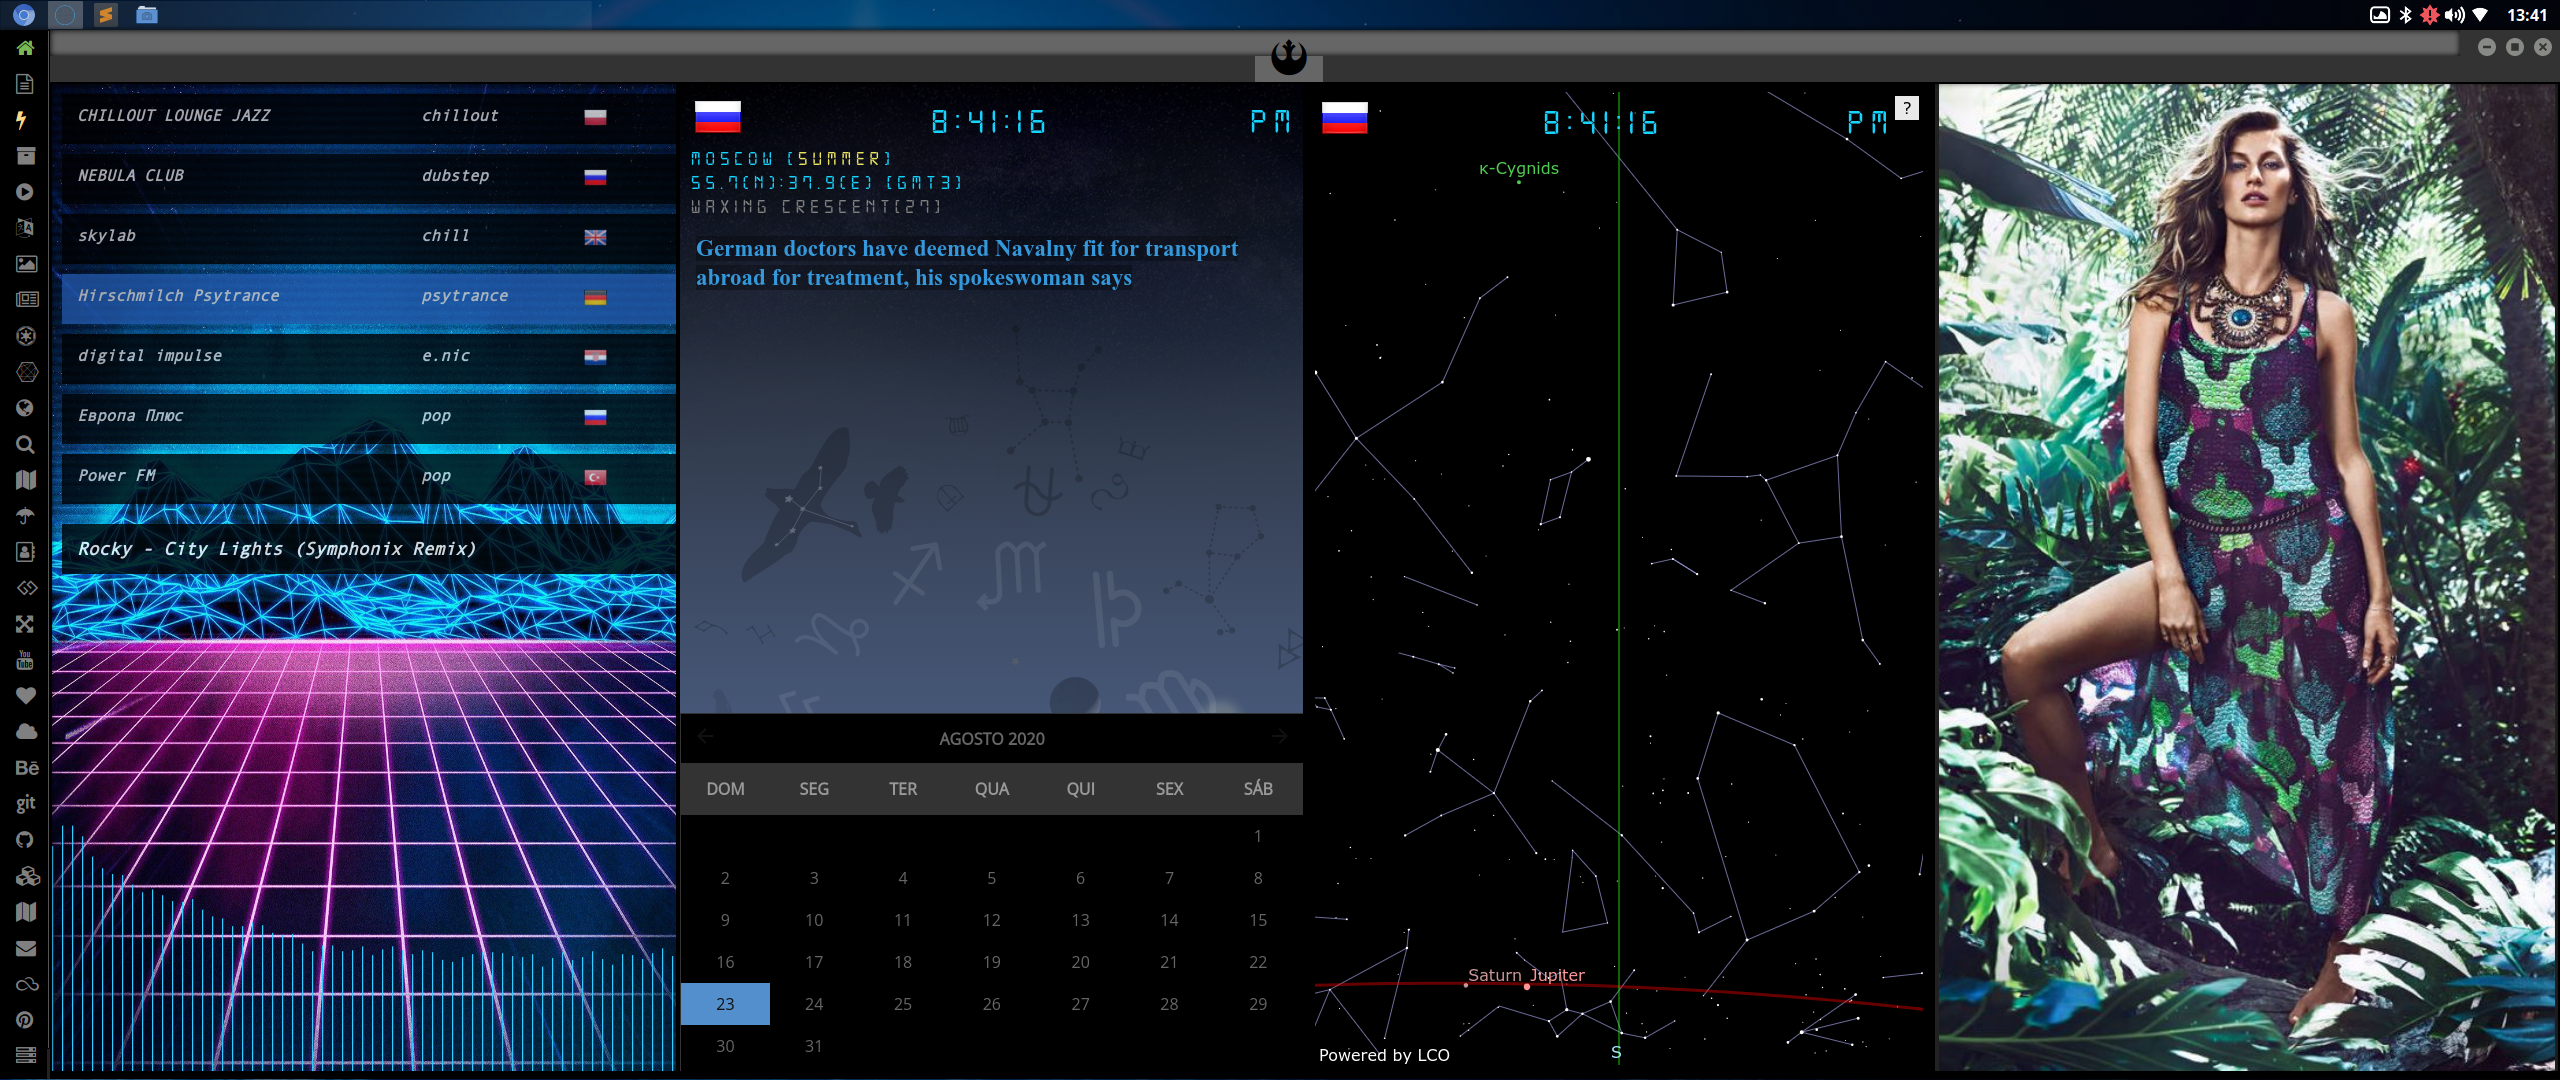 13:41
CHILLOUT LOUNGE JAZZ chillout
NEBULA CLUB dubstep
skylab chill
Hirschmilch Psytrance psytrance
digital impulse e.nic
Европа Плюс pop
Power FM pop
Rocky - City Lights (Symphonix Remix)
You
Tube
Bē
git
8:41:16 PM
MOSCOW (SUMMER)
55.7(N):37.9(E) (GMT3)
WAXING CRESCENT(27)
German doctors have deemed Navalny fit for transport
abroad for treatment, his spokeswoman says
AGOSTO 2020
DOM SEG TER QUA QUI SEX SÁB
1
2 3 4 5 6 7 8
9 10 11 12 13 14 15
16 17 18 19 20 21 22
23 24 25 26 27 28 29
30 31
8:41:16 PM ?
κ-Cygnids
Saturn Jupiter
S
Powered by LCO